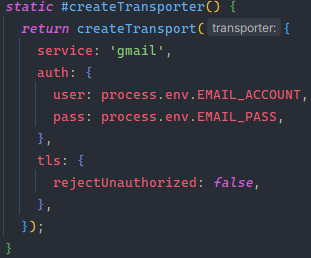 static #createTransporter() {
return createTransport( transporter: {
service: 'gmail',
auth: {
user: process.env.EMAIL_ACCOUNT,
pass: process.env.EMAIL_PASS,
},
tls: {
rejectUnauthorized: false,
},
});
}